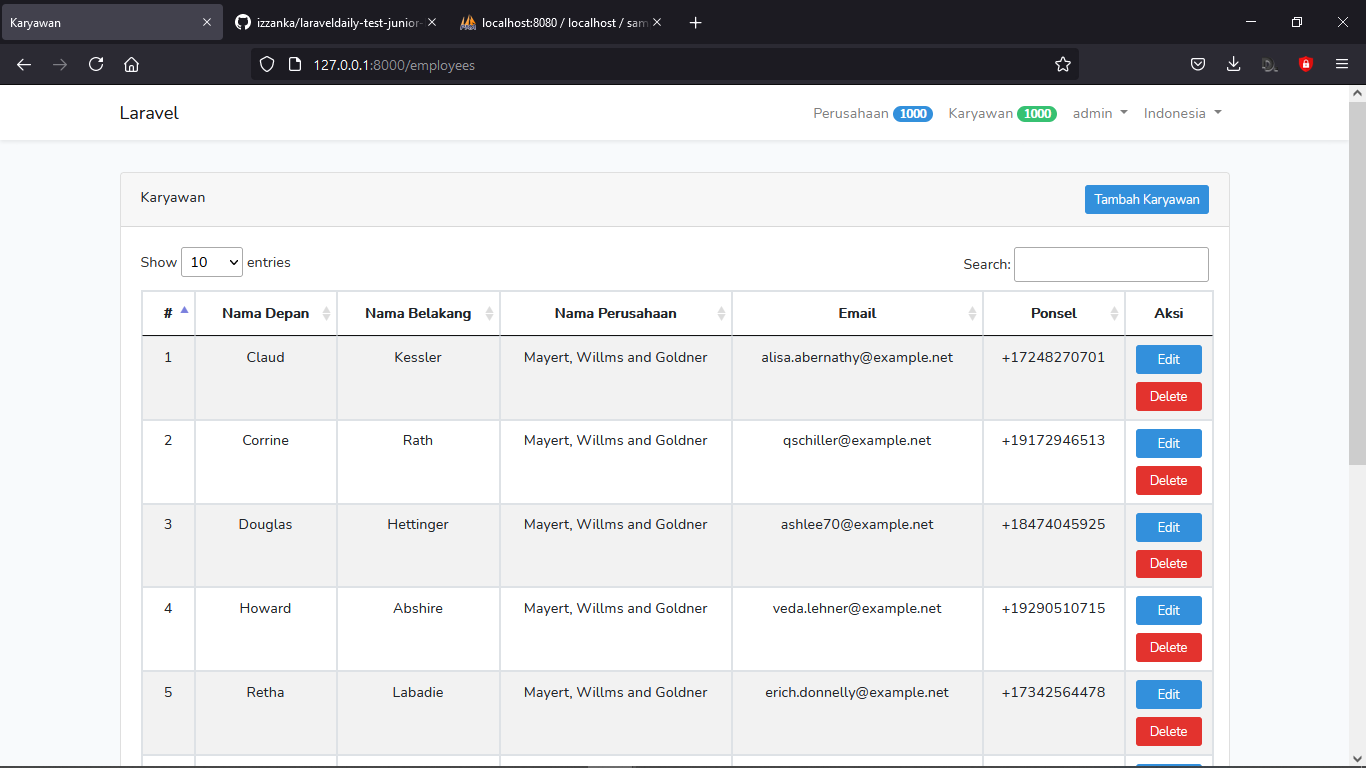 Karyawan
izzanka/laraveldaily-test-junior-
localhost:8080 / localhost / sam
127.0.0.1:8000/employees
Laravel
Perusahaan 1000 Karyawan 1000 admin Indonesia
Karyawan
Tambah Karyawan
Show 10 entries
Search:
# Nama Depan Nama Belakang Nama Perusahaan Email Ponsel Aksi
1 Claud Kessler Mayert, Willms and Goldner alisa.abernathy@example.net +17248270701 Edit
Delete
2 Corrine Rath Mayert, Willms and Goldner qschiller@example.net +19172946513 Edit
Delete
3 Douglas Hettinger Mayert, Willms and Goldner ashlee70@example.net +18474045925 Edit
Delete
4 Howard Abshire Mayert, Willms and Goldner veda.lehner@example.net +19290510715 Edit
Delete
5 Retha Labadie Mayert, Willms and Goldner erich.donnelly@example.net +17342564478 Edit
Delete